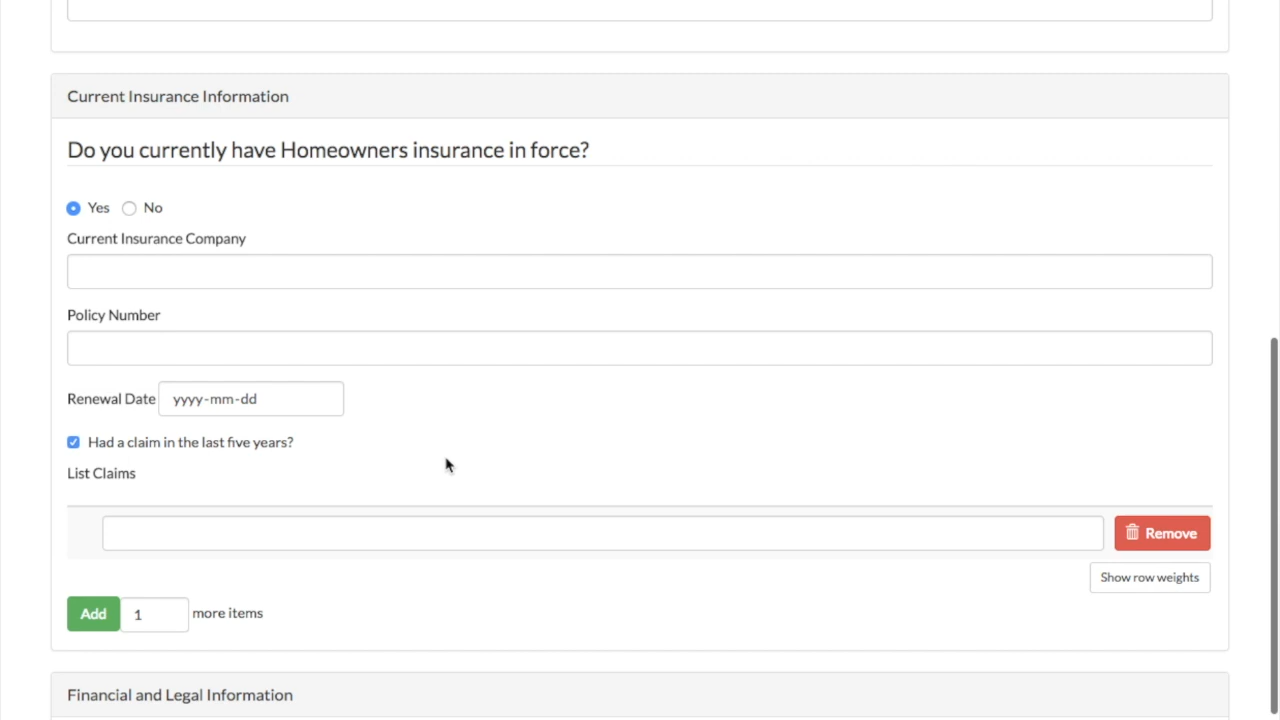 Current Insurance Information
Do you currently have Homeowners insurance in force?
Yes No
Current Insurance Company
Policy Number
Renewal Date yyyy-mm-dd
Had a claim in the last five years?
List Claims
Remove
Show row weights
Add 1 more items
Financial and Legal Information